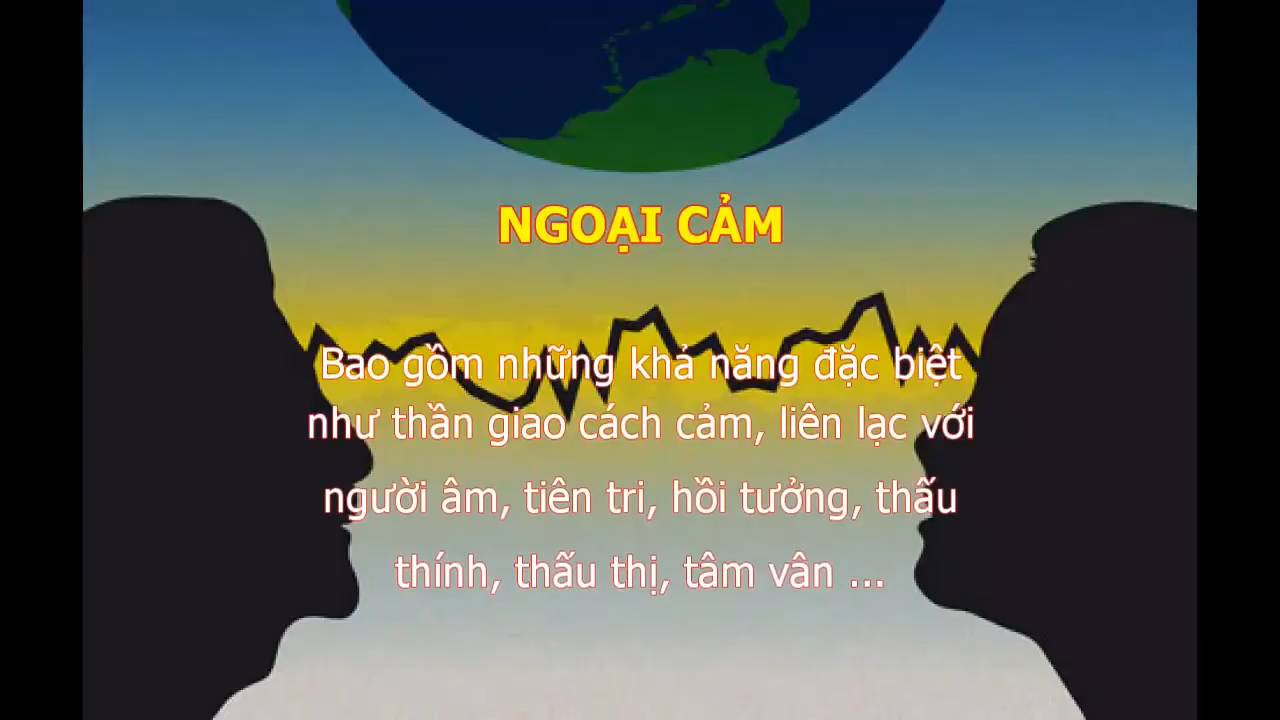 NGOẠI CẢM
Bao gồm những khả năng đặc biệt
như thần giao cách cảm, liên lạc với
người âm, tiên tri, hồi tưởng, thấu
thính, thấu thị, tâm vân ...